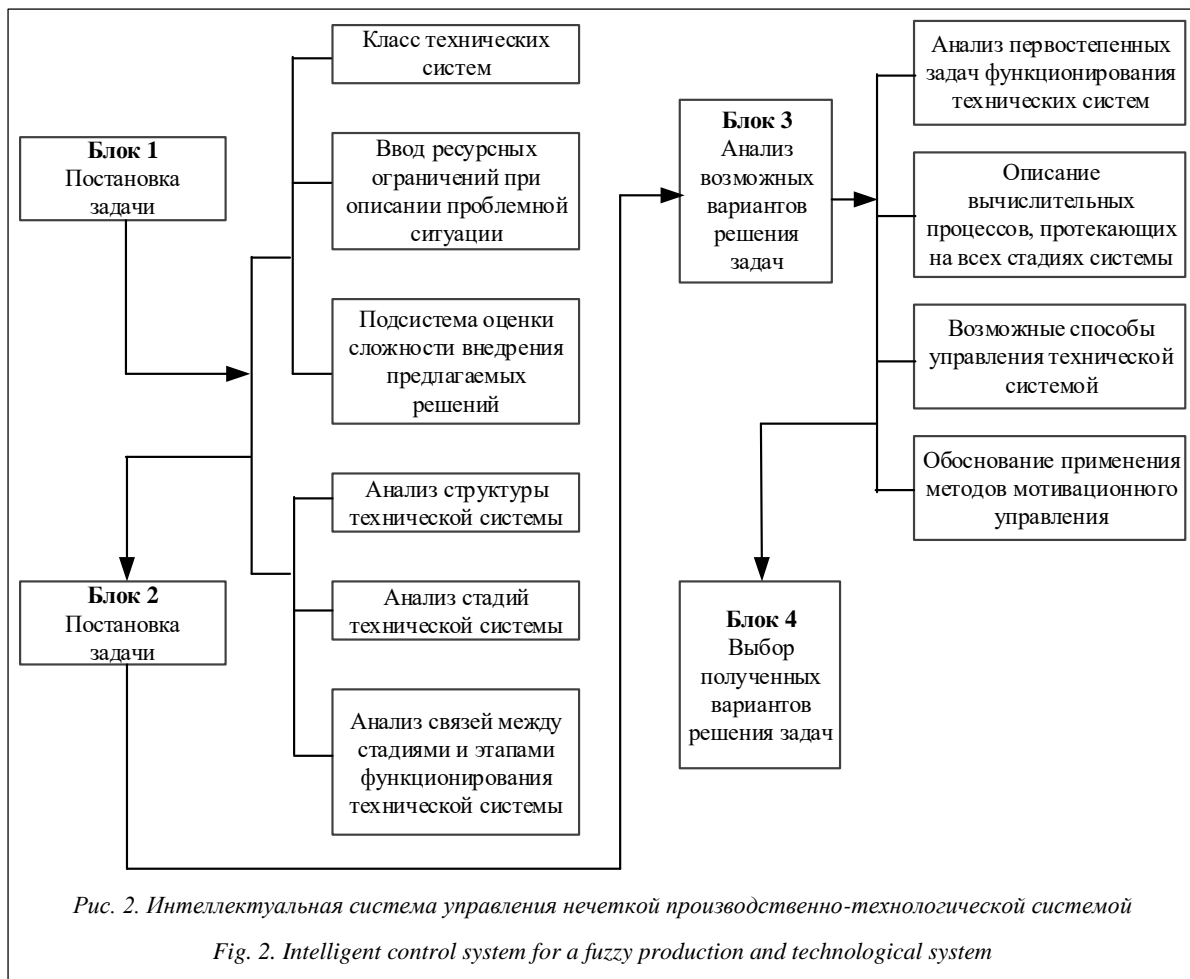 Блок 1
Постановка
задачи
Класс технических
систем
Ввод ресурсных
ограничений при
описании проблемной
ситуации
Подсистема оценки
сложности внедрения
предлагаемых
решений
Анализ структуры
технической системы
Анализ стадий
технической системы
Анализ связей между
стадиями и этапами
функционирования
технической системы
Блок 2
Постановка
задачи
Блок 3
Анализ
возможных
вариантов
решения
задач
Анализ первостепенных
задач функционирования
технических систем
Описание
вычислительных
процессов, протекающих
на всех стадиях системы
Возможные способы
управления технической
системой
Обоснование применения
методов мотивационного
управления
Блок 4
Выбор
полученных
вариантов
решения задач
Рис. 2. Интеллектуальная система управления нечеткой производственно-технологической системой
Fig. 2. Intelligent control system for a fuzzy production and technological system